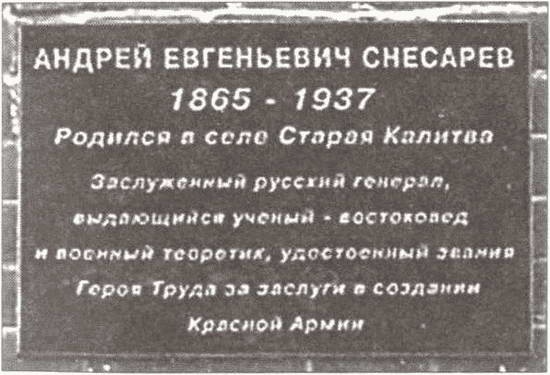 АНДРЕЙ ЕВГЕНЬЕВИЧ СНЕСАРЕВ
1865 - 1937
Родился в селе Старая Калитва
Заслуженный русский генерал,
выдающийся ученый - востоковед
и военный теоретик, удостоенный звания
Героя Труда за заслуги в создании
Красной Армии